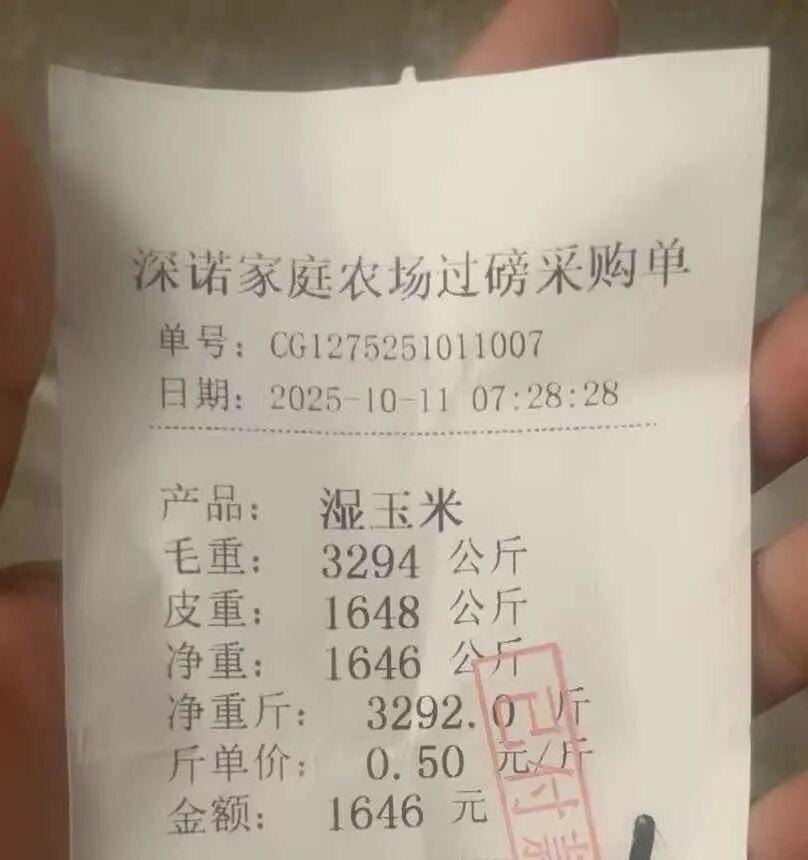 深诺家庭农场过磅采购单
单号：CG1275251011007
日期：2025-10-11 07:28:28
产品：湿玉米
毛重：3294 公斤
皮重：1648 公斤
净重：1646 公斤
净重斤：3292.0 斤
斤单价：0.50 元/斤
金额：1646 元
已付